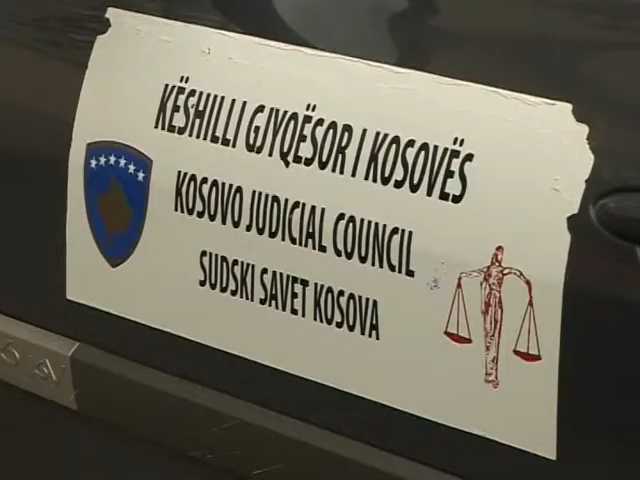 KËSHILLI GJYQËSOR I KOSOVËS
KOSOVO JUDICIAL COUNCIL
SUDSKI SAVET KOSOVA